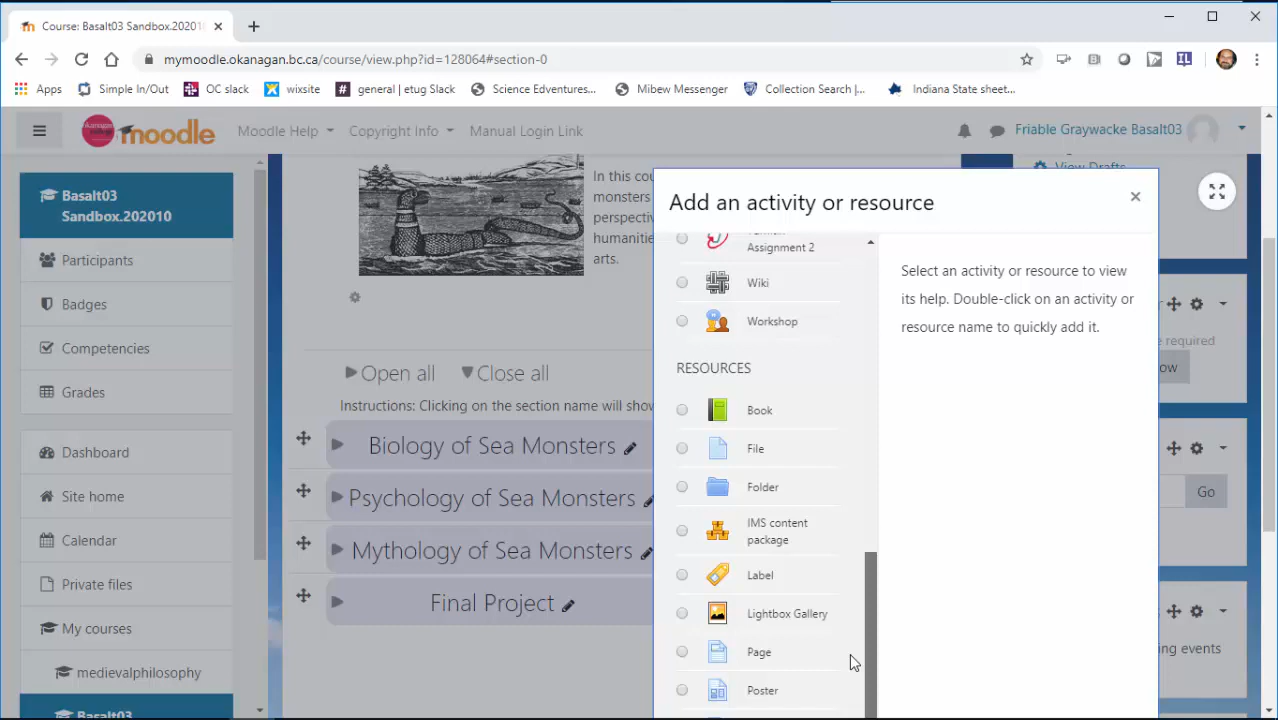 Course: Basalt03 Sandbox.202010
mymoodle.okanagan.bc.ca/course/view.php?id=128064#section-0
Apps
Simple In/Out
OC slack
wixsite
general | etug Slack
Science Edventures...
Mibew Messenger
Collection Search |...
Indiana State sheet...
moodle
Moodle Help
Copyright Info
Manual Login Link
Friable Graywacke Basalt03
Basalt03
Sandbox.202010
Participants
Badges
Competencies
Grades
Dashboard
Site home
Calendar
Private files
My courses
medievalphilosophy
Basalt03
In this cou
monsters
perspectiv
humanitie
arts.
Open all
Close all
Instructions: Clicking on the section name will show
Biology of Sea Monsters
Psychology of Sea Monsters
Mythology of Sea Monsters
Final Project
Add an activity or resource
Assignment 2
Wiki
Workshop
RESOURCES
Book
File
Folder
IMS content
package
Label
Lightbox Gallery
Page
Poster
Select an activity or resource to view
its help. Double-click on an activity or
resource name to quickly add it.
View Drafts
e required
ow
Go
ing events